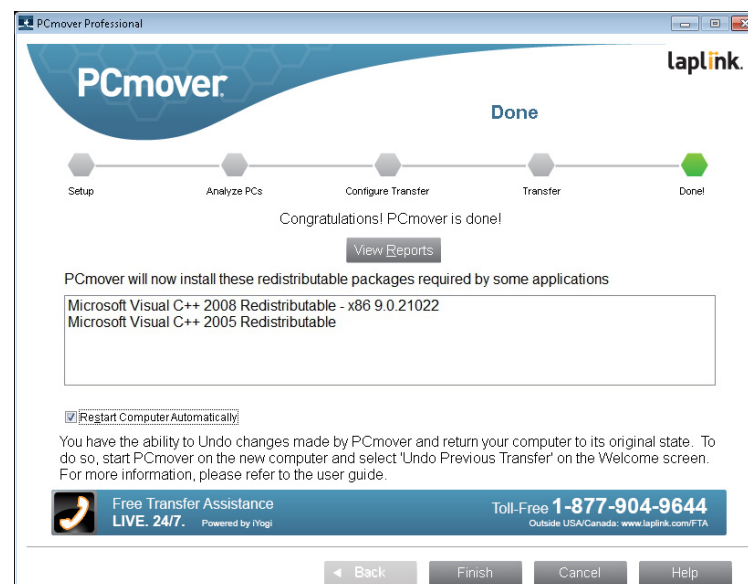 PCmover Professional
laplink.
PCmover
Done
Setup
Analyze PCs
Configure Transfer
Transfer
Done!
Congratulations! PCmover is done!
View Reports
PCmover will now install these redistributable packages required by some applications
Microsoft Visual C++ 2008 Redistributable - x86 9.0.21022
Microsoft Visual C++ 2005 Redistributable
Restart Computer Automatically
You have the ability to Undo changes made by PCmover and return your computer to its original state. To
do so, start PCmover on the new computer and select 'Undo Previous Transfer' on the Welcome screen.
For more information, please refer to the user guide.
Free Transfer Assistance
LIVE. 24/7. Powered by iYogi
Toll-Free 1-877-904-9644
Outside USA/Canada: www.laplink.com/FTA
Back
Finish
Cancel
Help